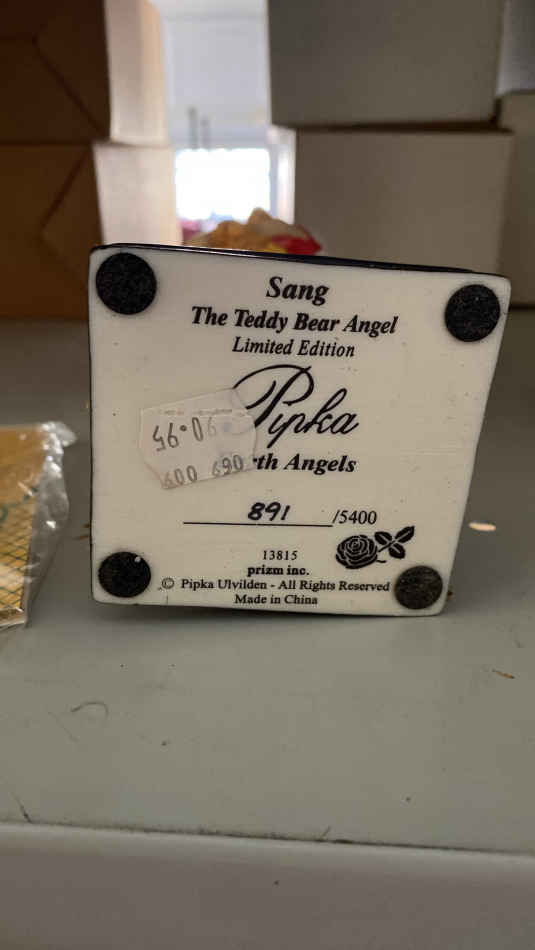 Sang
The Teddy Bear Angel
Limited Edition
Pipka
rth Angels
891 /5400
13815
prizm inc.
© Pipka Ulvilden - All Rights Reserved
Made in China